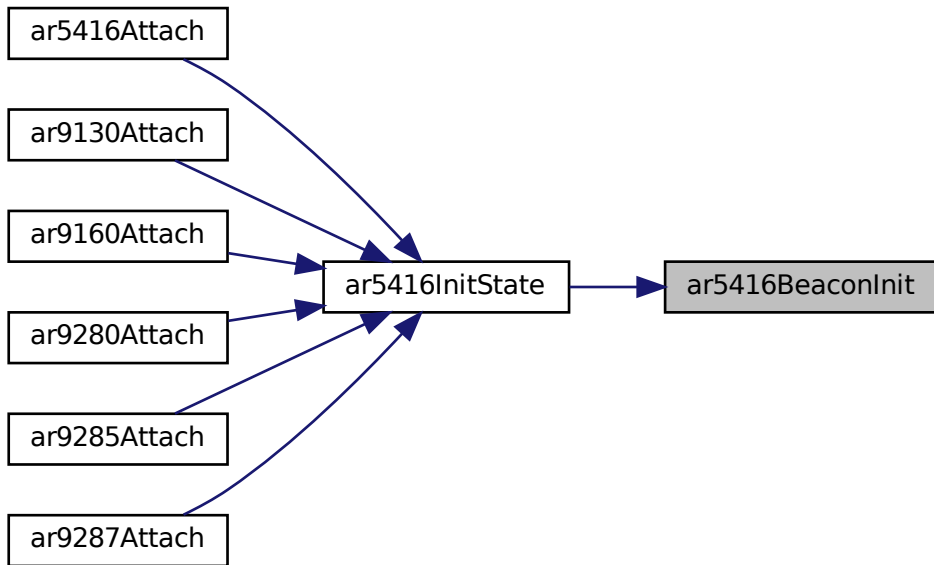 ar5416Attach
ar9130Attach
ar9160Attach
ar9280Attach
ar9285Attach
ar9287Attach
ar5416InitState
ar5416BeaconInit